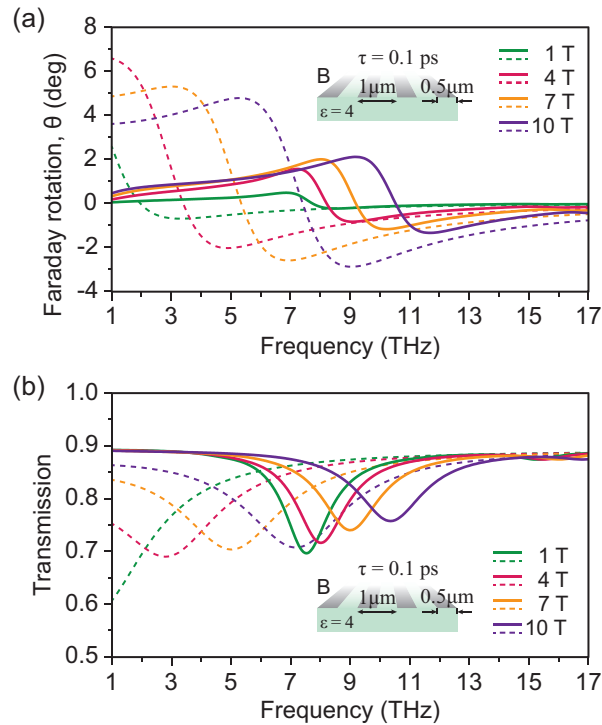 (a)
8
6
4
2
0
-2
-4
Faraday rotation, θ (deg)
τ = 0.1 ps
B
1μm
0.5μm
ε = 4
1 T
4 T
7 T
10 T
1 3 5 7 9 11 13 15 17
Frequency (THz)
(b)
1.0
0.9
0.8
0.7
0.6
0.5
Transmission
τ = 0.1 ps
B
1μm
0.5μm
ε = 4
1 T
4 T
7 T
10 T
1 3 5 7 9 11 13 15 17
Frequency (THz)